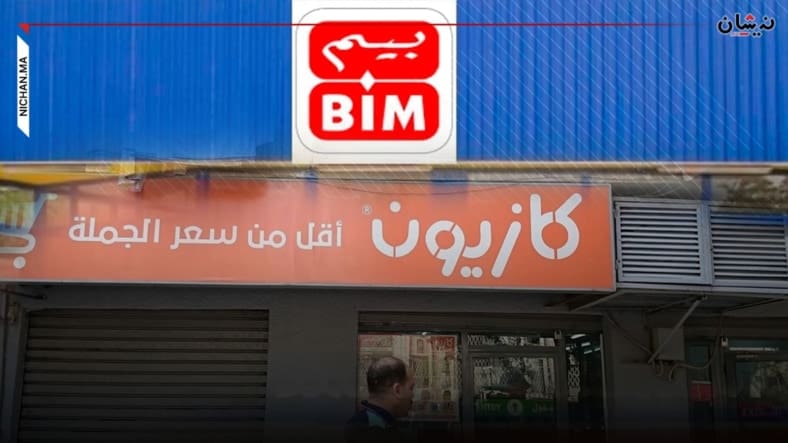 نيشان
NICHAN.MA
بيم
BIM
كازيون
®
أقل من سعر الجملة